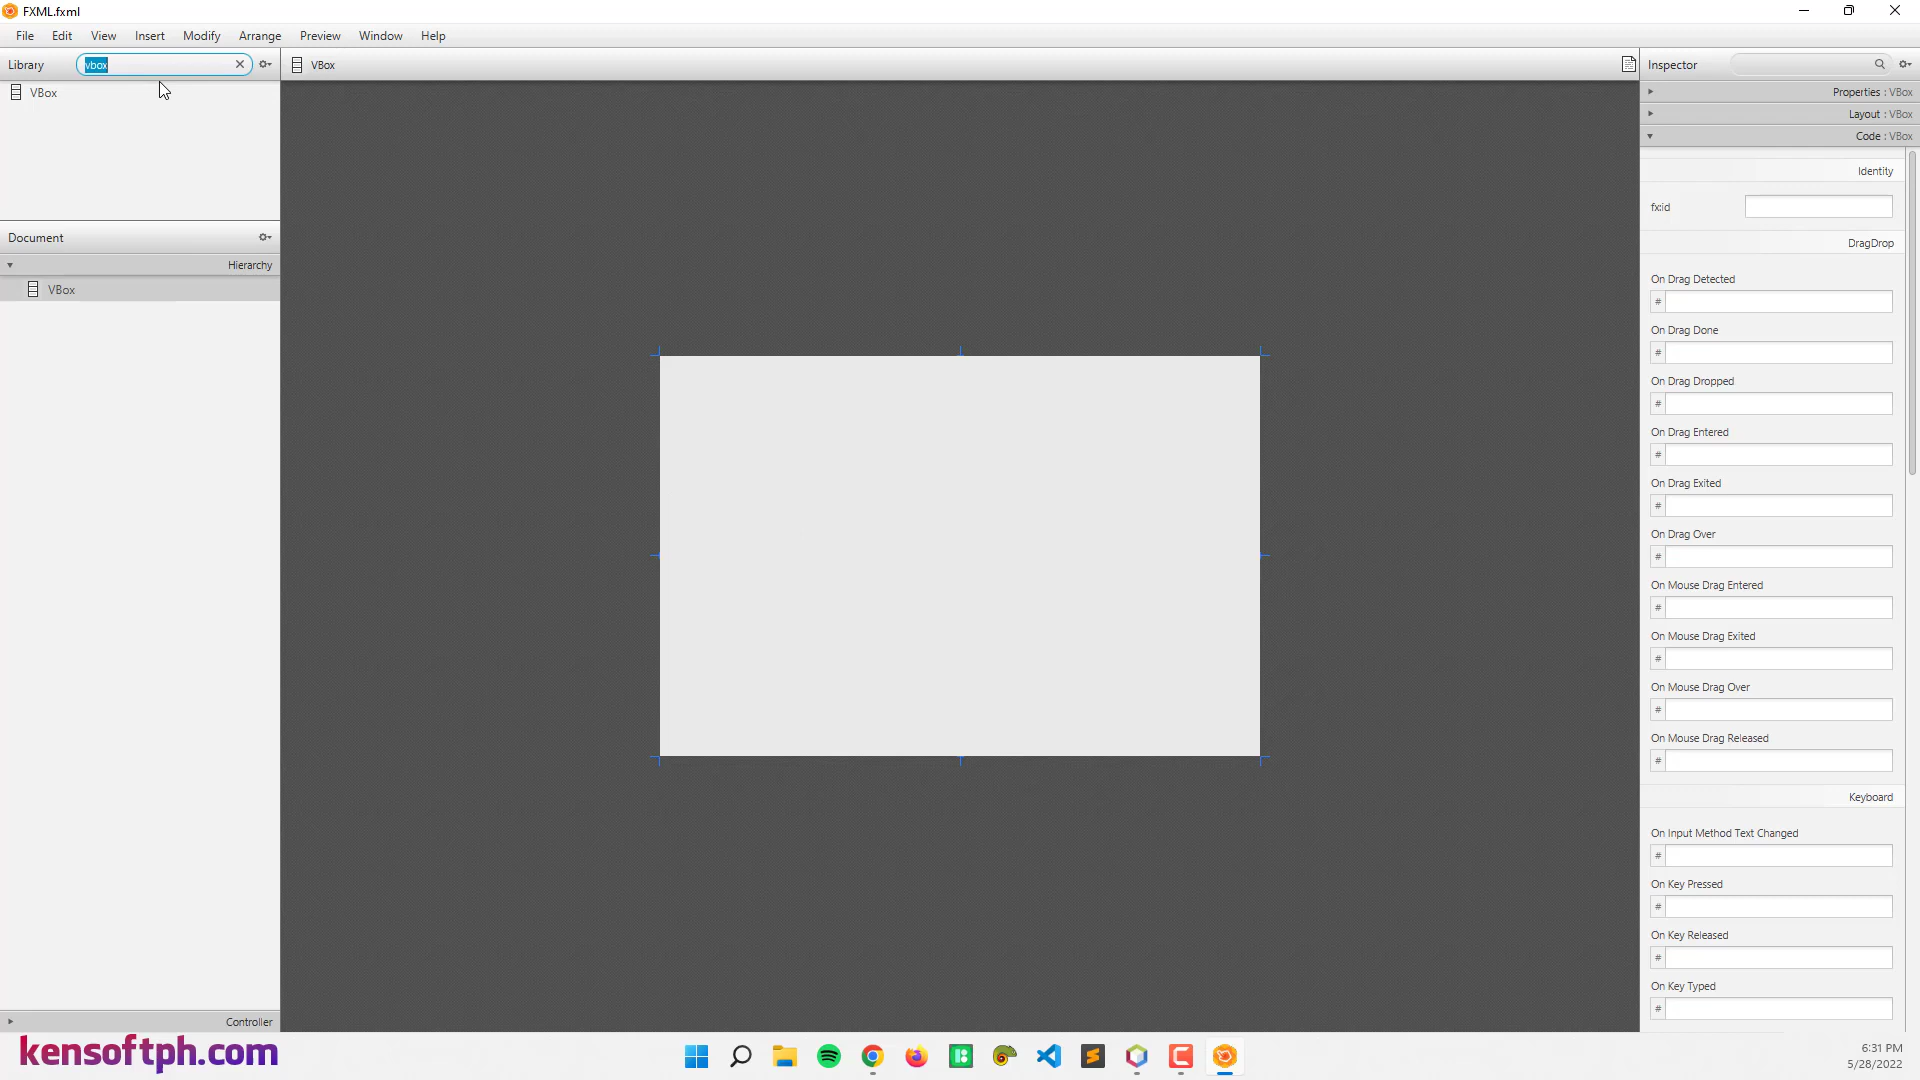 FXML.fxml
File Edit View Insert Modify Arrange Preview Window Help
Library vbox
VBox
Document
Hierarchy
VBox
Controller
VBox
Inspector
Properties : VBox
Layout : VBox
Code : VBox
Identity
fx:id
DragDrop
On Drag Detected
#
On Drag Done
#
On Drag Dropped
#
On Drag Entered
#
On Drag Exited
#
On Drag Over
#
On Mouse Drag Entered
#
On Mouse Drag Exited
#
On Mouse Drag Over
#
On Mouse Drag Released
#
Keyboard
On Input Method Text Changed
#
On Key Pressed
#
On Key Released
#
On Key Typed
#
kensoftph.com
6:31 PM
5/28/2022